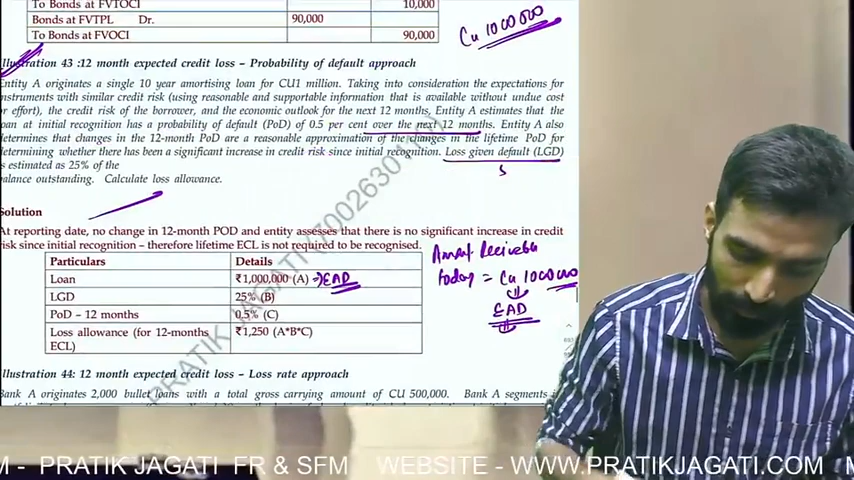 To Bonds at FVTOCI 10,000
Bonds at FVTPL Dr. 90,000
To Bonds at FVOCI 90,000
Cu 1000000
Illustration 43 :12 month expected credit loss – Probability of default approach
Entity A originates a single 10 year amortising loan for CU1 million. Taking into consideration the expectations for
instruments with similar credit risk (using reasonable and supportable information that is available without undue cost
or effort), the credit risk of the borrower, and the economic outlook for the next 12 months, Entity A estimates that the
loan at initial recognition has a probability of default (PoD) of 0.5 per cent over the next 12 months. Entity A also
determines that changes in the 12-month PoD are a reasonable approximation of the changes in the lifetime PoD for
determining whether there has been a significant increase in credit risk since initial recognition. Loss given default (LGD)
is estimated as 25% of the
balance outstanding. Calculate loss allowance.
Solution
At reporting date, no change in 12-month POD and entity assesses that there is no significant increase in credit
risk since initial recognition – therefore lifetime ECL is not required to be recognised.
Particulars Details
Loan ₹1,000,000 (A) ⇒ EAD
LGD 25% (B)
PoD – 12 months 0.5% (C)
Loss allowance (for 12-months ₹1,250 (A*B*C)
ECL)
Amount Receivable
today = Cu 1000000
EAD
Illustration 44: 12 month expected credit loss – Loss rate approach
Bank A originates 2,000 bullet loans with a total gross carrying amount of CU 500,000. Bank A segments
M - PRATIK JAGATI FR & SFM WEBSITE - WWW.PRATIKJAGATI.COM M